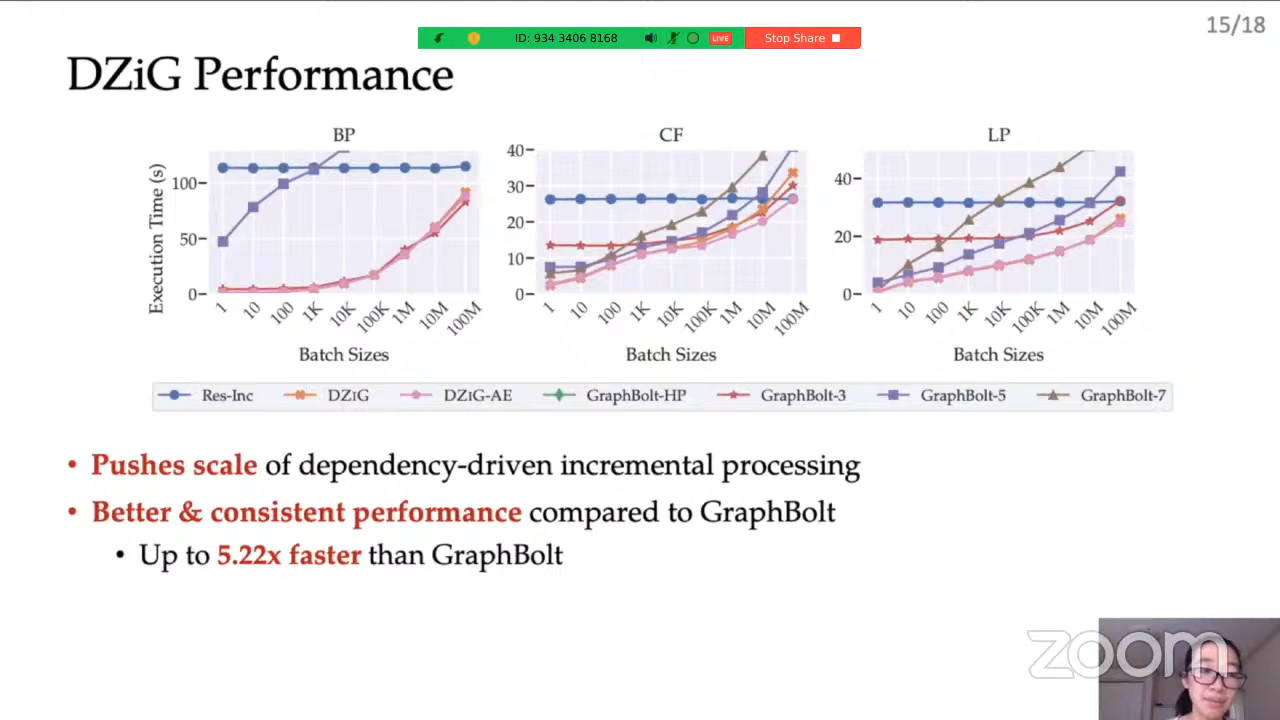 15/18
ID: 934 3406 8168
LIVE
Stop Share
DZiG Performance
BP
CF
LP
Execution Time (s)
100
50
0
40
30
20
10
0
40
20
0
1 10 100 1K 10K 100K 1M 10M 100M
1 10 100 1K 10K 100K 1M 10M 100M
1 10 100 1K 10K 100K 1M 10M 100M
Batch Sizes
Batch Sizes
Batch Sizes
Res-Inc DZiG DZiG-AE GraphBolt-HP GraphBolt-3 GraphBolt-5 GraphBolt-7
• Pushes scale of dependency-driven incremental processing
• Better & consistent performance compared to GraphBolt
• Up to 5.22x faster than GraphBolt
zoom